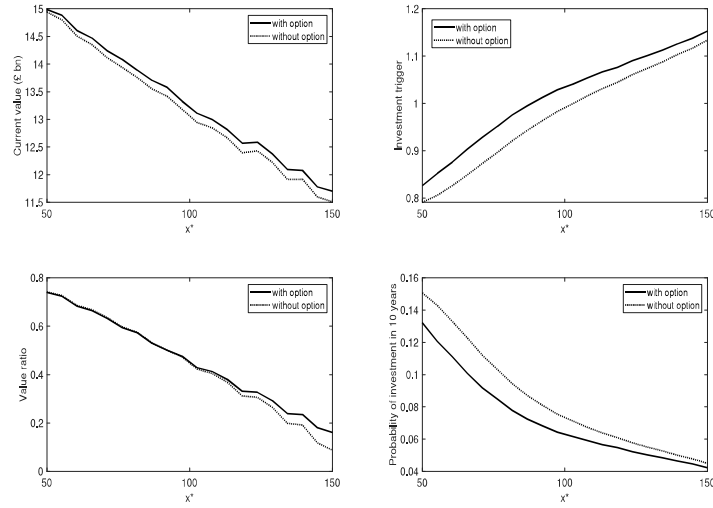 Current value (£ bn)
15
14.5
14
13.5
13
12.5
12
11.5
50
100
150
x*
with option
without option
Investment trigger
1.2
1.1
1
0.9
0.8
50
100
150
x*
with option
without option
Value ratio
0.8
0.6
0.4
0.2
0
50
100
150
x*
with option
without option
Probability of investment in 10 years
0.16
0.14
0.12
0.1
0.08
0.06
0.04
50
100
150
x*
with option
without option